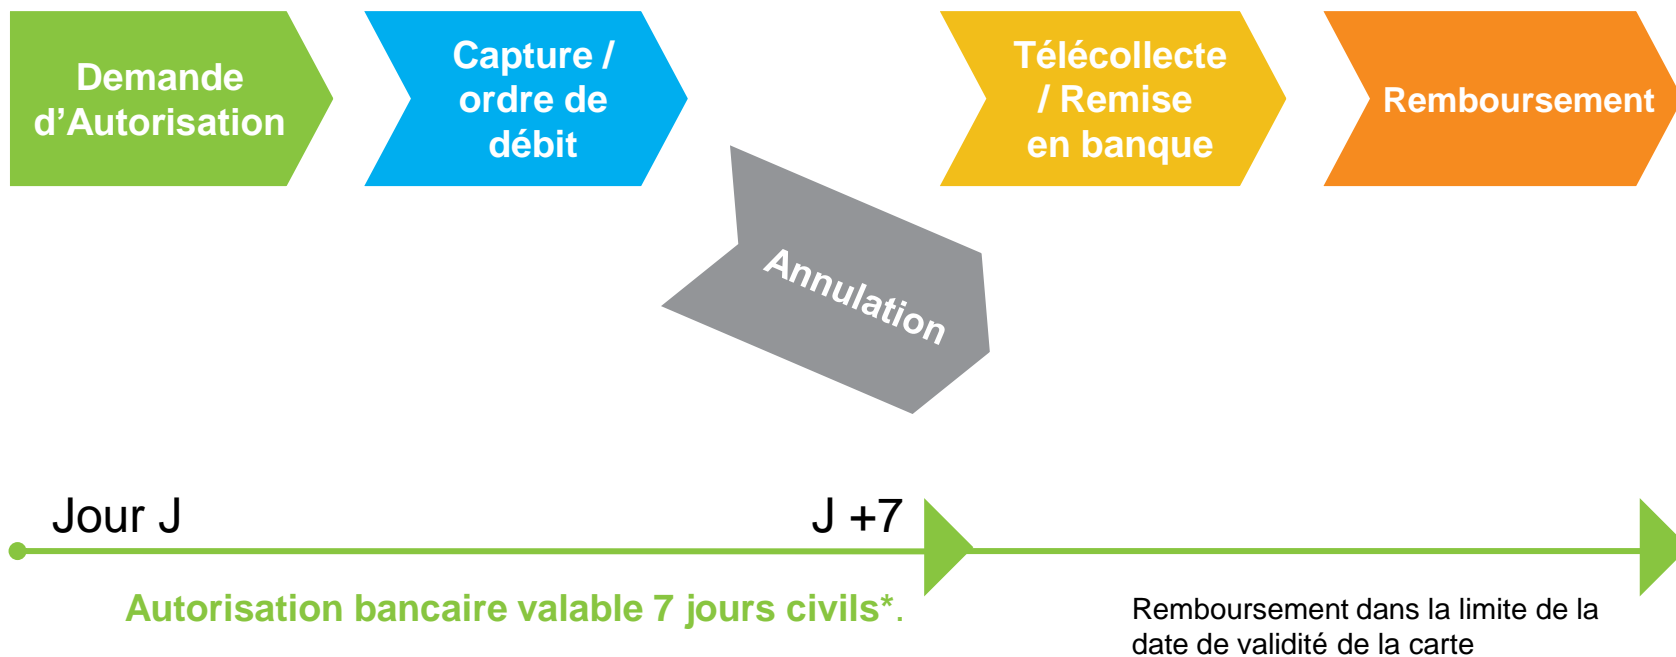 Demande
d’Autorisation
Capture /
ordre de
débit
Télécollecte
/ Remise
en banque
Remboursement
Annulation
Jour J
J +7
Autorisation bancaire valable 7 jours civils*.
Remboursement dans la limite de la
date de validité de la carte